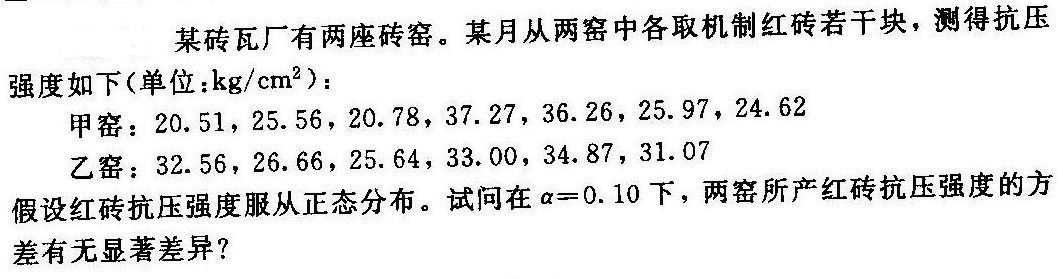 某砖瓦厂有两座砖窑。某月从两窑中各取机制红砖若干块，测得抗压
强度如下(单位:kg/cm²)：
甲窑：20.51，25.56，20.78，37.27，36.26，25.97，24.62
乙窑：32.56，26.66，25.64，33.00，34.87，31.07
假设红砖抗压强度服从正态分布。试问在 α=0.10 下，两窑所产红砖抗压强度的方
差有无显著差异?